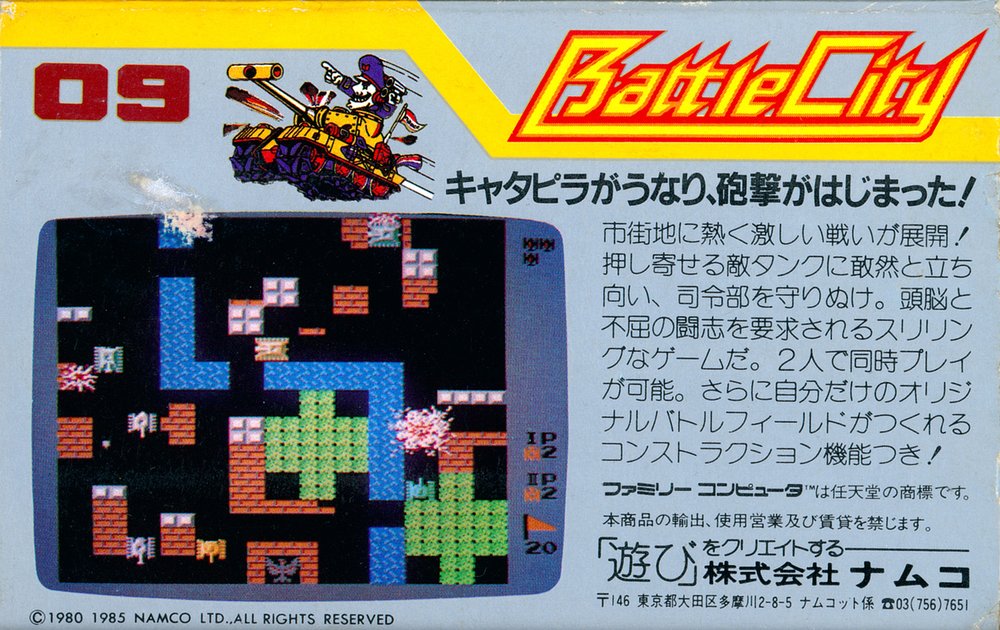 09
BattleCity
キャタピラがうなり、砲撃がはじまった!
市街地に熱く激しい戦いが展開!
押し寄せる敵タンクに敢然と立ち
向い、司令部を守りぬけ。頭脳と
不屈の闘志を要求されるスリリン
グなゲームだ。2人で同時プレイ
が可能。さらに自分だけのオリジ
ナルバトルフィールドがつくれる
コンストラクション機能つき!
IP
2
IIP
2
20
ファミリー コンピュータ™は任天堂の商標です。
本商品の輸出、使用営業及び賃貸を禁じます。
「遊び」をクリエイトする
株式会社 ナムコ
〒146 東京都大田区多摩川2-8-5 ナムコット係 ☎03(756)7651
©1980 1985 NAMCO LTD.,ALL RIGHTS RESERVED